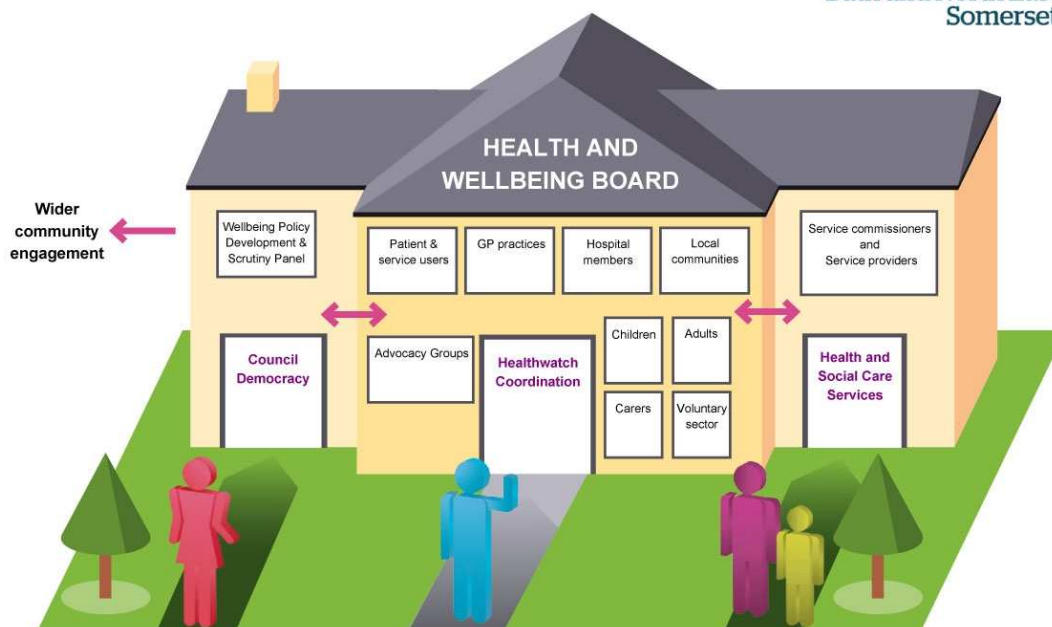 Somerset
HEALTH AND
WELLBEING BOARD
Wider
community
engagement
Wellbeing Policy
Development &
Scrutiny Panel
Patient &
service users
GP practices
Hospital
members
Local
communities
Service commissioners
and
Service providers
Council
Democracy
Advocacy Groups
Healthwatch
Coordination
Children
Adults
Carers
Voluntary
sector
Health and
Social Care
Services